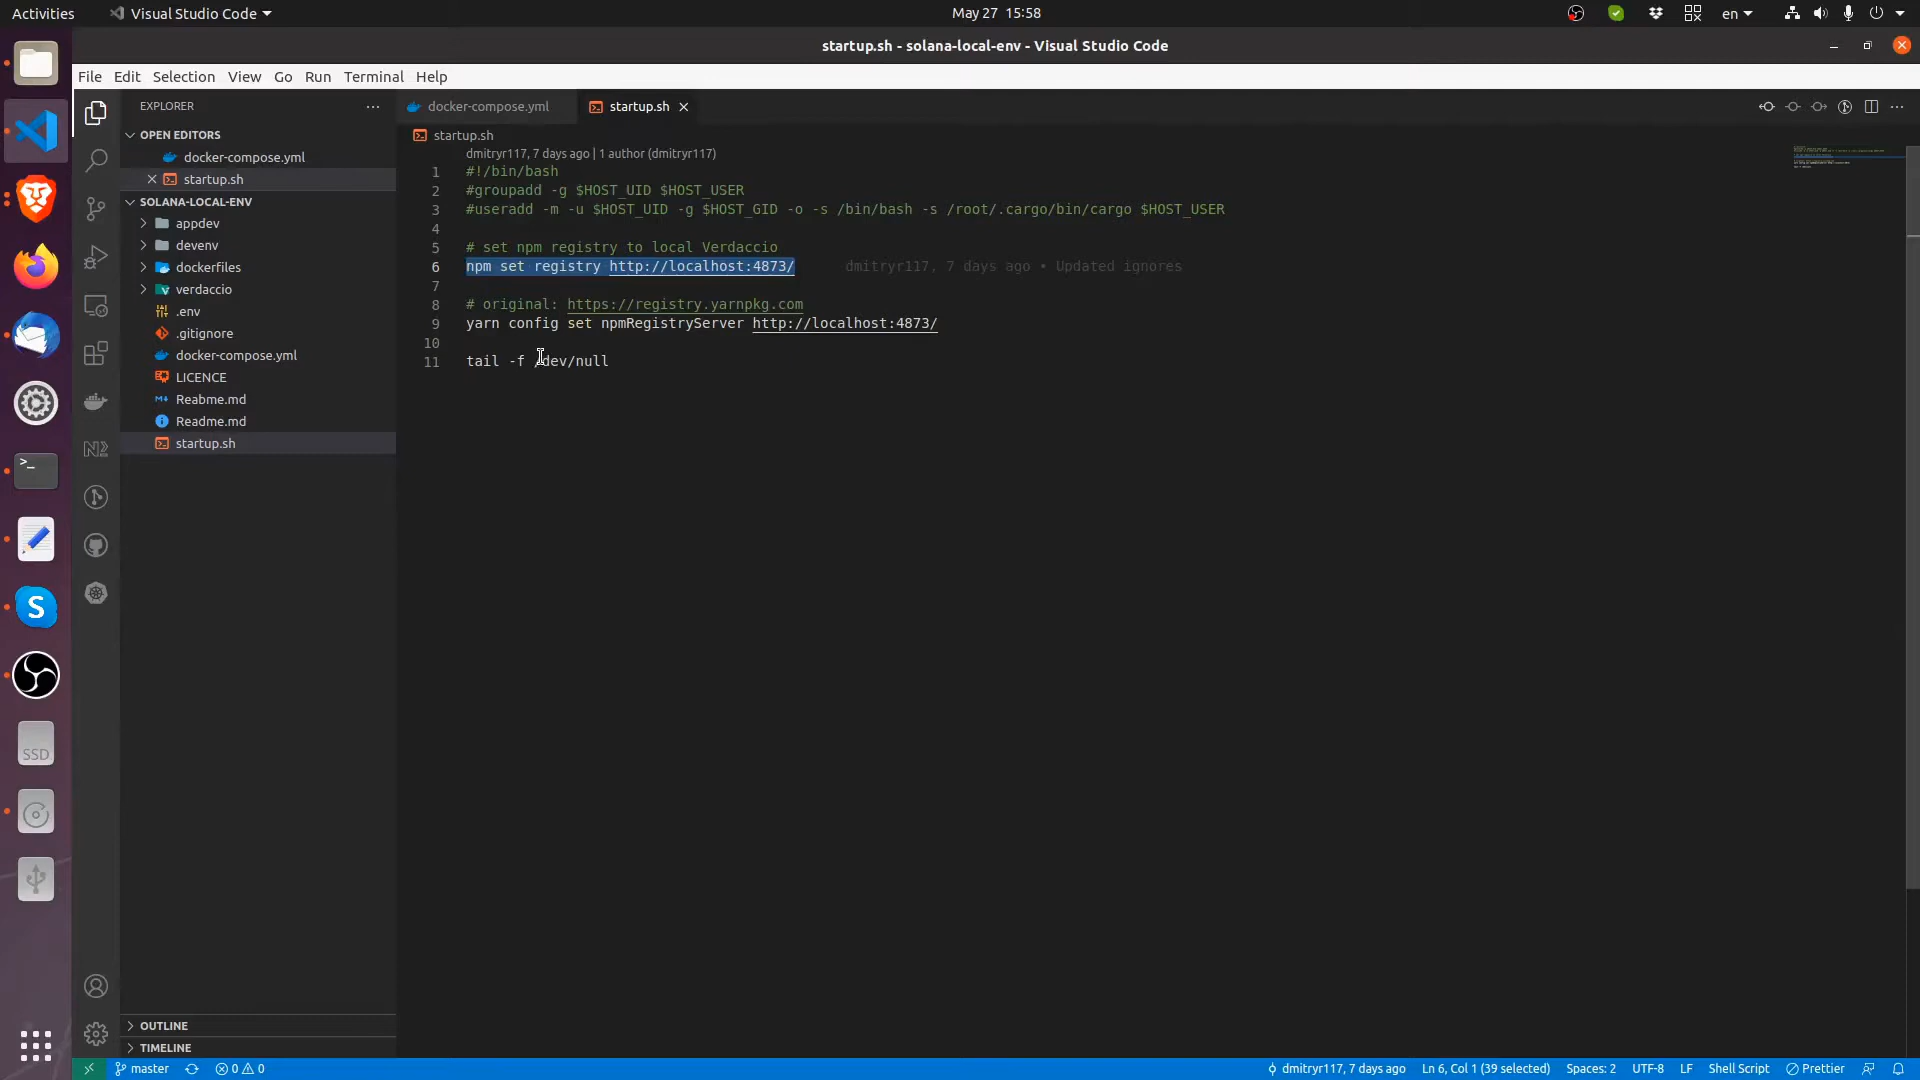 Activities
Visual Studio Code
May 27 15:58
en
startup.sh - solana-local-env - Visual Studio Code
File Edit Selection View Go Run Terminal Help
EXPLORER
OPEN EDITORS
docker-compose.yml
startup.sh
SOLANA-LOCAL-ENV
appdev
devenv
dockerfiles
verdaccio
.env
.gitignore
docker-compose.yml
LICENCE
Reabme.md
Readme.md
startup.sh
OUTLINE
TIMELINE
docker-compose.yml
startup.sh
startup.sh
dmitryr117, 7 days ago | 1 author (dmitryr117)
1 #!/bin/bash
2 #groupadd -g $HOST_UID $HOST_USER
3 #useradd -m -u $HOST_UID -g $HOST_GID -o -s /bin/bash -s /root/.cargo/bin/cargo $HOST_USER
4
5 # set npm registry to local Verdaccio
6 npm set registry http://localhost:4873/ dmitryr117, 7 days ago • Updated ignores
7
8 # original: https://registry.yarnpkg.com
9 yarn config set npmRegistryServer http://localhost:4873/
10
11 tail -f /dev/null
SSD
master
0 0
dmitryr117, 7 days ago
Ln 6, Col 1 (39 selected)
Spaces: 2
UTF-8
LF
Shell Script
Prettier